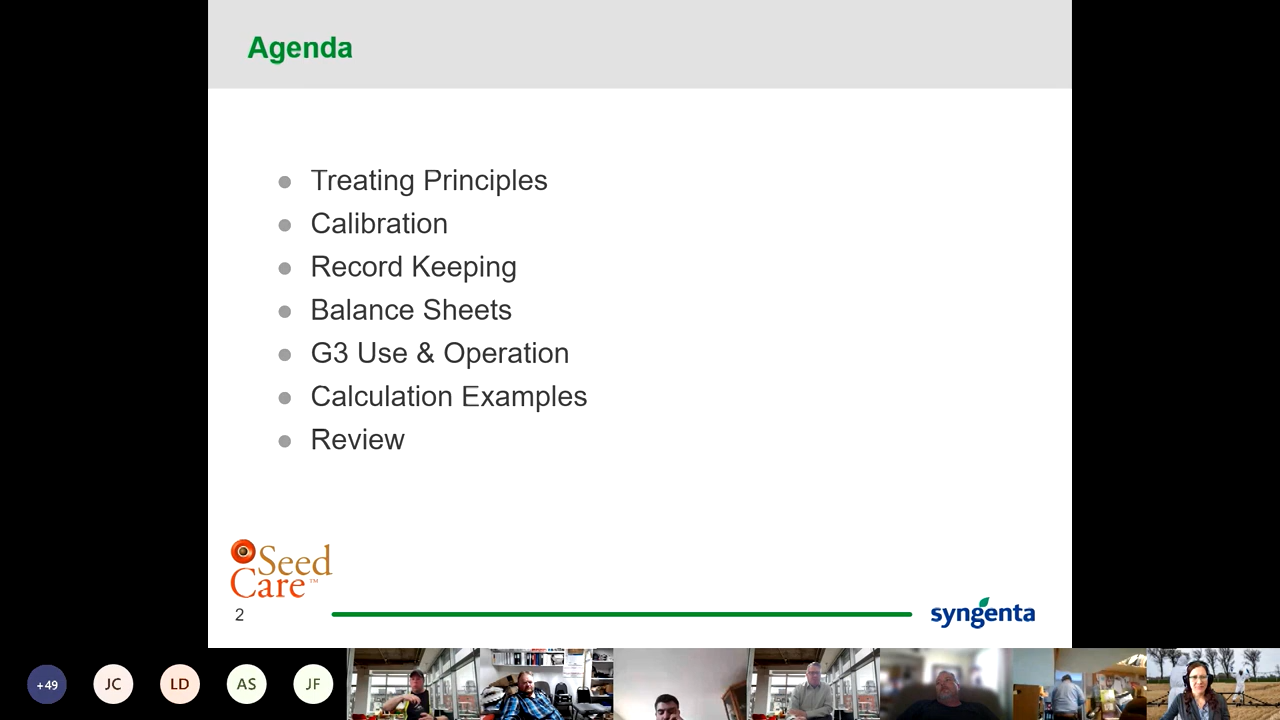 Agenda
Treating Principles
Calibration
Record Keeping
Balance Sheets
G3 Use & Operation
Calculation Examples
Review
Seed
Care™
2
syngenta
+49
JC
LD
AS
JF